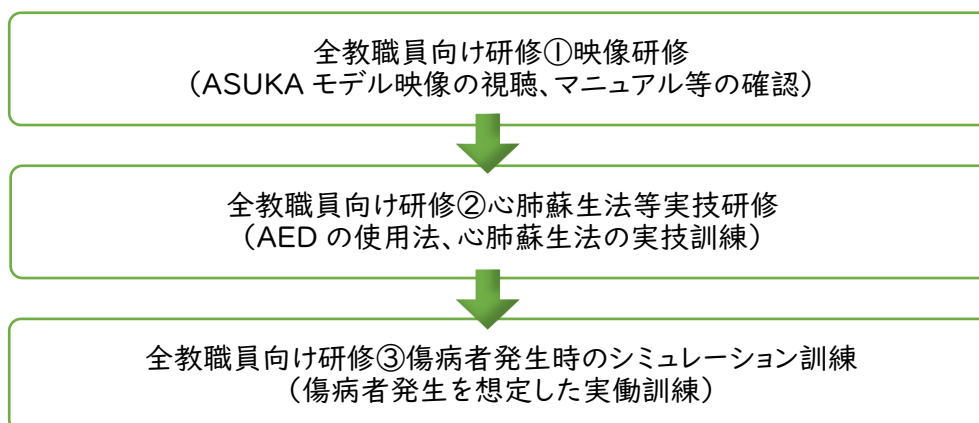 全教職員向け研修①映像研修
(ASUKA モデル映像の視聴、マニュアル等の確認)
全教職員向け研修②心肺蘇生法等実技研修
(AED の使用法、心肺蘇生法の実技訓練)
全教職員向け研修③傷病者発生時のシミュレーション訓練
(傷病者発生を想定した実働訓練)